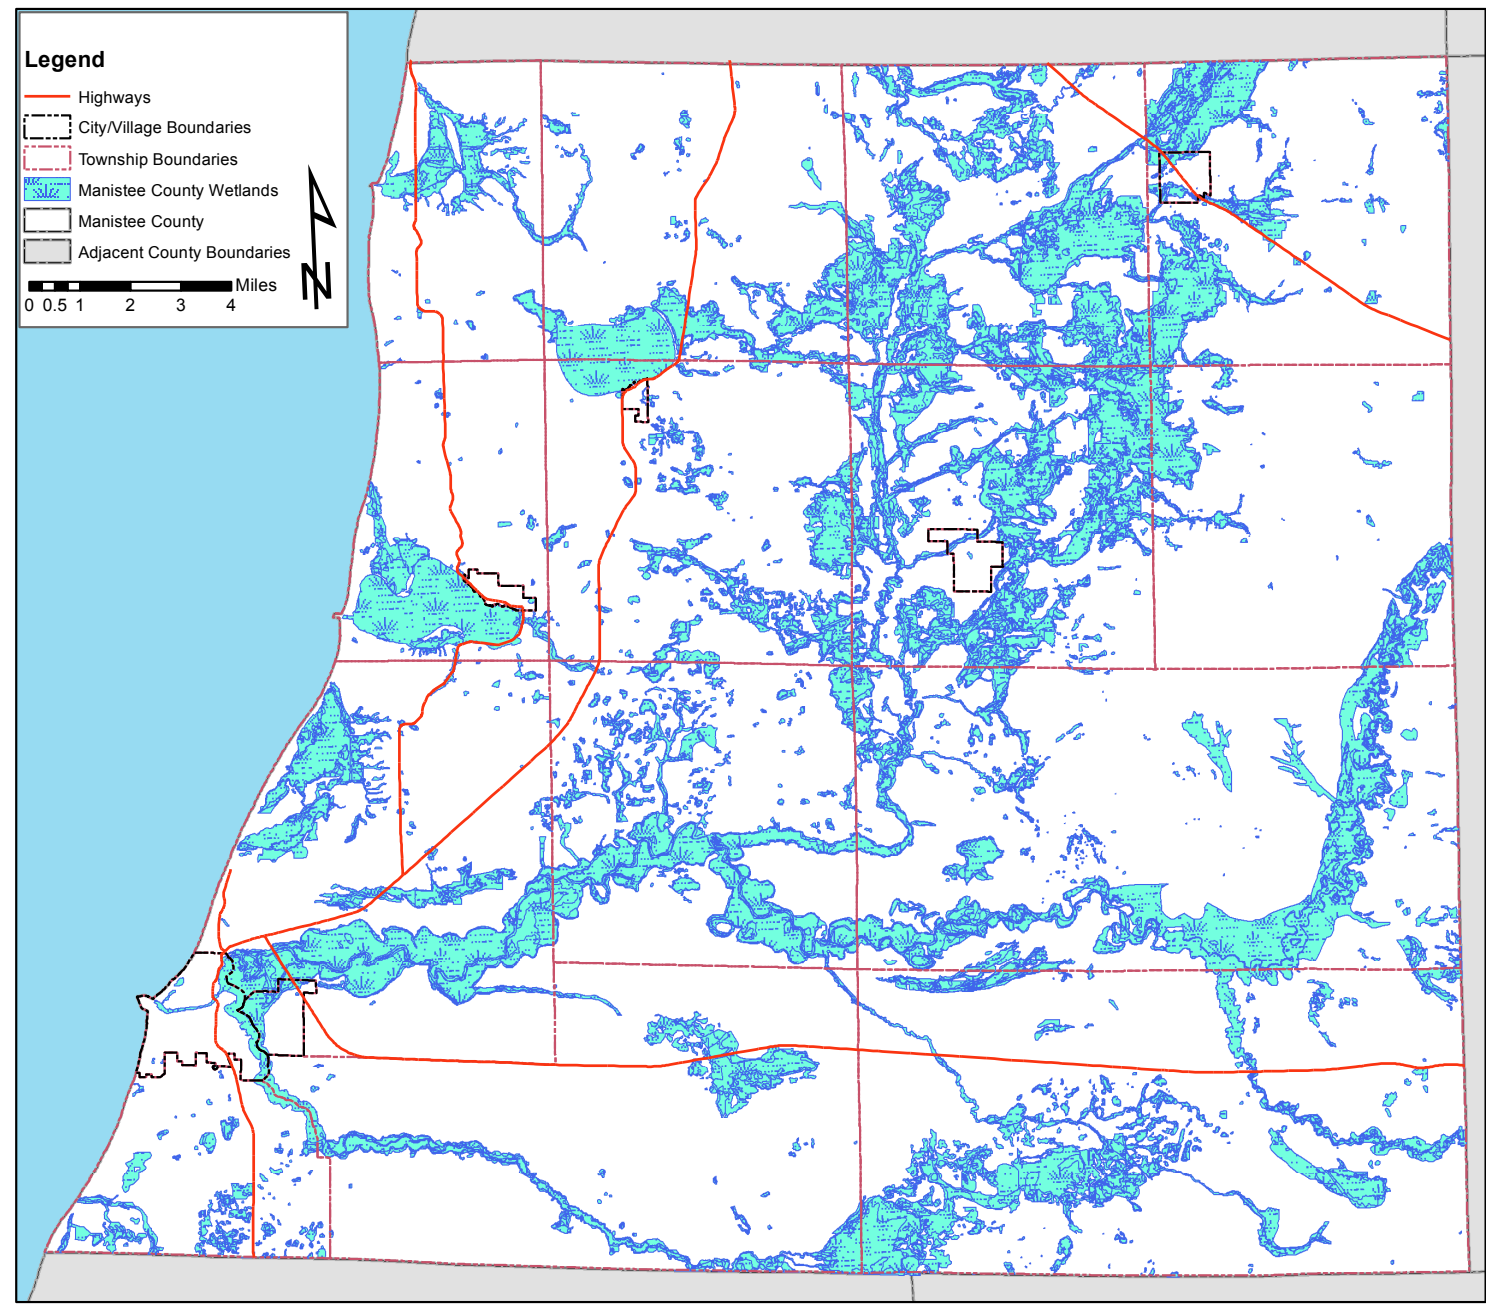 Legend
Highways
City/Village Boundaries
Township Boundaries
Manistee County Wetlands
Manistee County
Adjacent County Boundaries
Miles
0 0.5 1 2 3 4
N